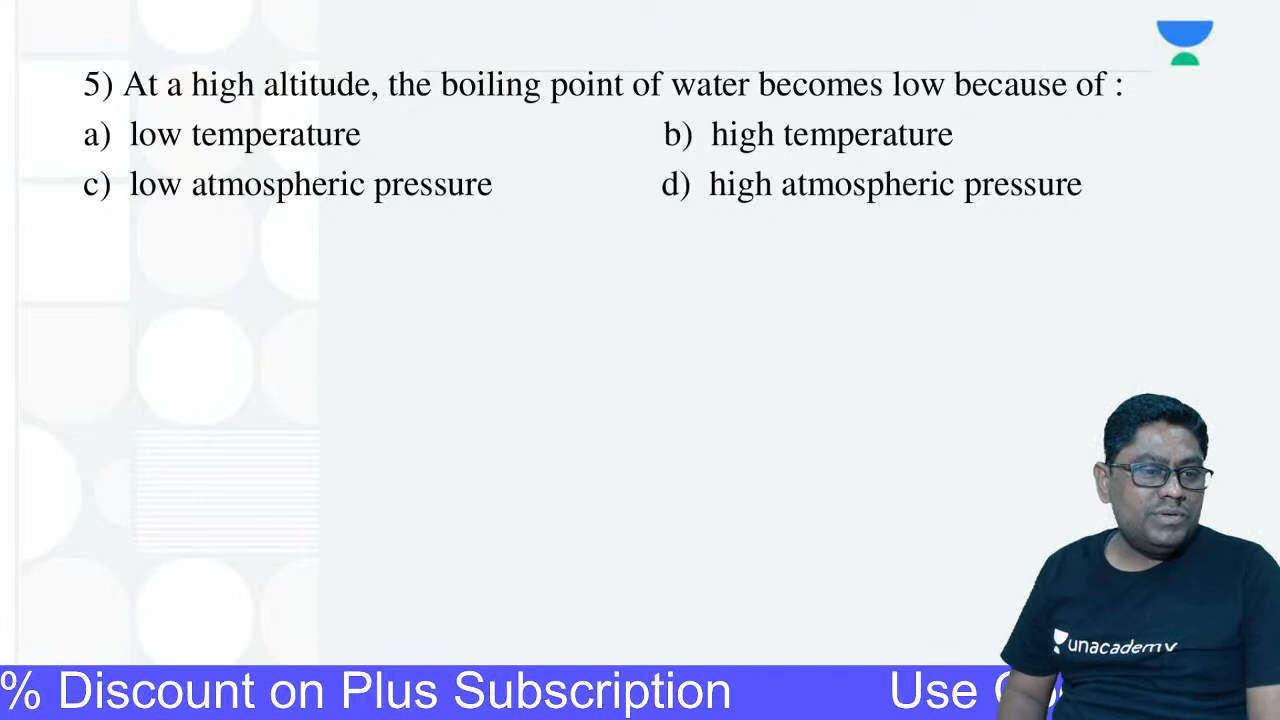 5) At a high altitude, the boiling point of water becomes low because of :
a) low temperature b) high temperature
c) low atmospheric pressure d) high atmospheric pressure
unacademy
% Discount on Plus Subscription Use